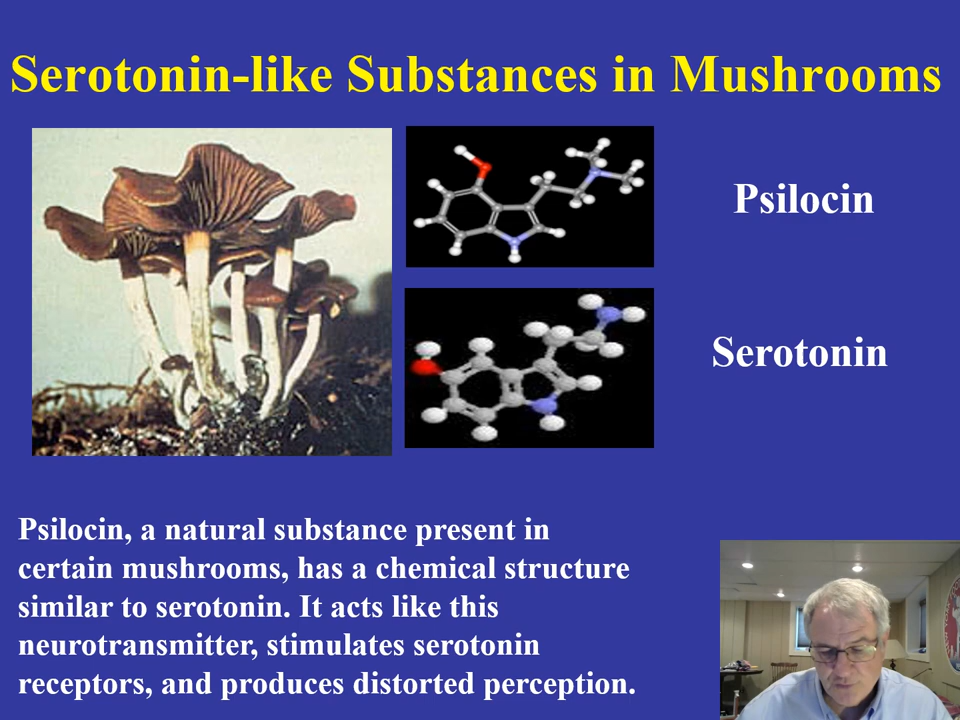 Serotonin-like Substances in Mushrooms
Psilocin
Serotonin
Psilocin, a natural substance present in
certain mushrooms, has a chemical structure
similar to serotonin. It acts like this
neurotransmitter, stimulates serotonin
receptors, and produces distorted perception.